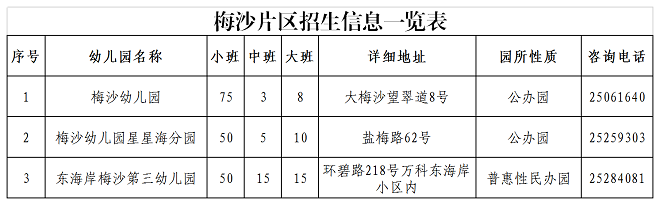 梅沙片区招生信息一览表
序号 幼儿园名称 小班 中班 大班 详细地址 园所性质 咨询电话
1 梅沙幼儿园 75 3 8 大梅沙望翠道8号 公办园 25061640
2 梅沙幼儿园星星海分园 50 5 10 盐梅路62号 公办园 25259303
3 东海岸梅沙第三幼儿园 50 15 15 环碧路218号万科东海岸 普惠性民办园 25284081
小区内